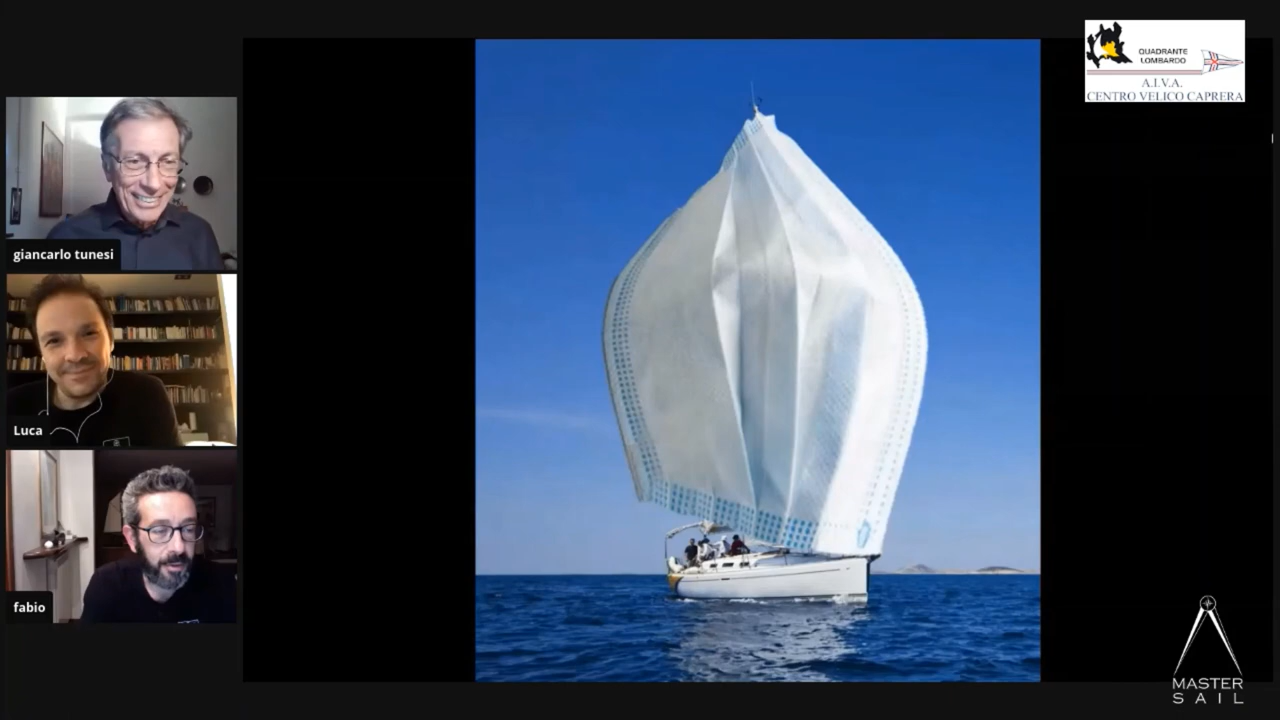 QUADRANTE
LOMBARDO
A.I.V.A.
CENTRO VELICO CAPRERA
giancarlo tunesi
Luca
fabio
MASTER
SAIL